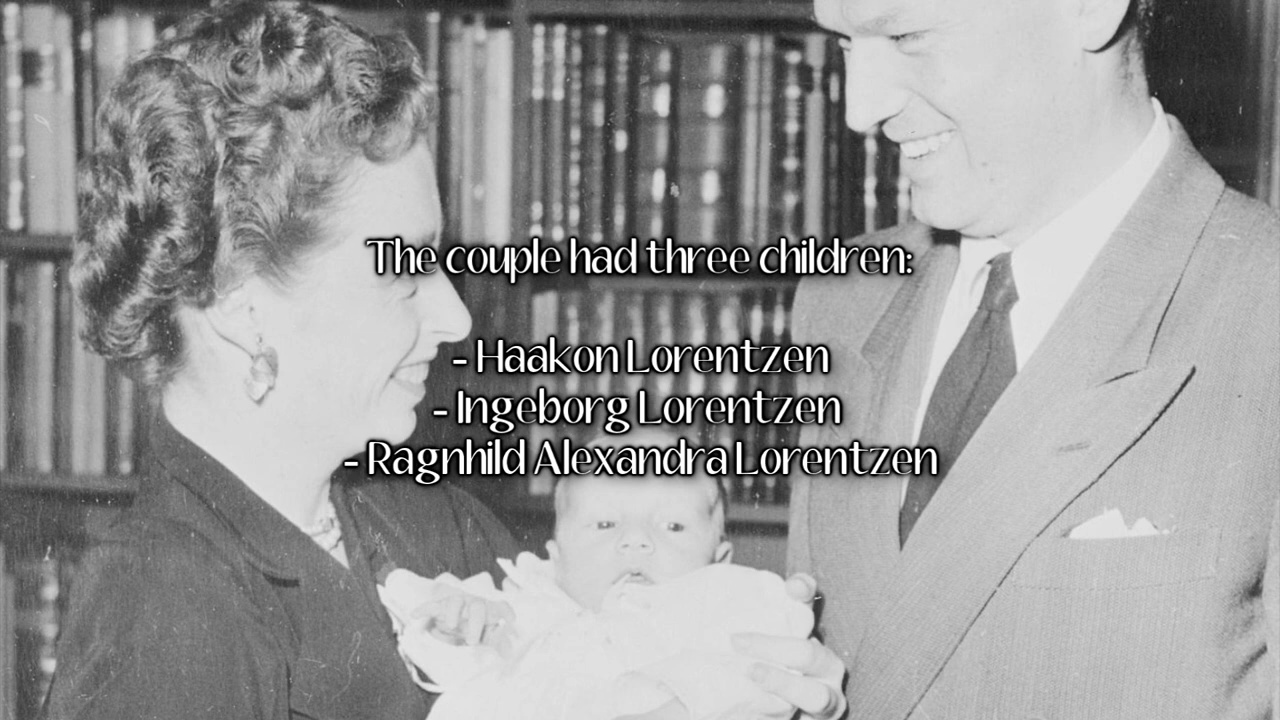 The couple had three children:
- Haakon Lorentzen
- Ingeborg Lorentzen
- Ragnhild Alexandra Lorentzen